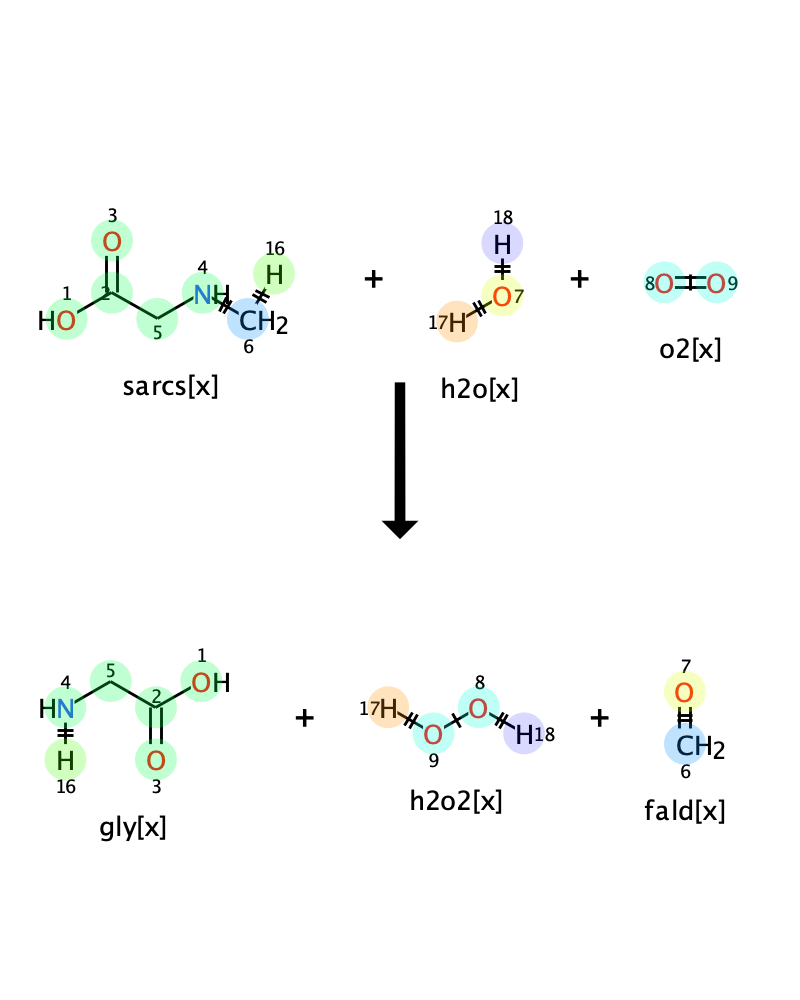 3
18
16
4
H
O
H
+
+
1
2
NH
O7
8O
O9
HO
17H
CH2
5
6
o2[x]
sarcs[x]
h2o[x]
5
1
7
4
OH
8
O
HN
2
17H
O
+
+
O
H18
CH2
H
O
9
6
16
3
h2o2[x]
fald[x]
gly[x]